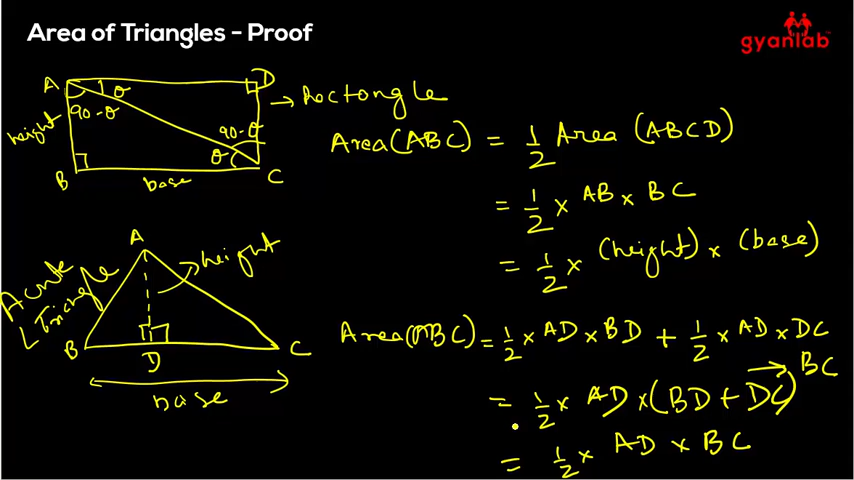 Area of Triangles - Proof
gyanlab
A
θ
D
90-θ
height
90-θ
θ
B
base
C
→ Rectangle
Area(ABC) = 1/2 Area (ABCD)
= 1/2 × AB × BC
= 1/2 × (height) × (base)
A
height
Acute
∟ Triangle
B
D
C
base
Area(ABC) = 1/2 × AD × BD + 1/2 × AD × DC
= 1/2 × AD × (BD + DC) → BC
= 1/2 × AD × BC